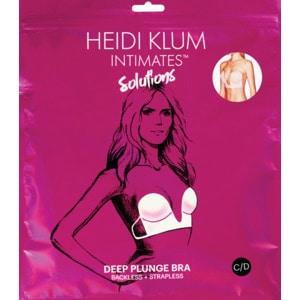 HEIDI KLUM
INTIMATES™
Solutions
DEEP PLUNGE BRA
BACKLESS + STRAPLESS
C/D